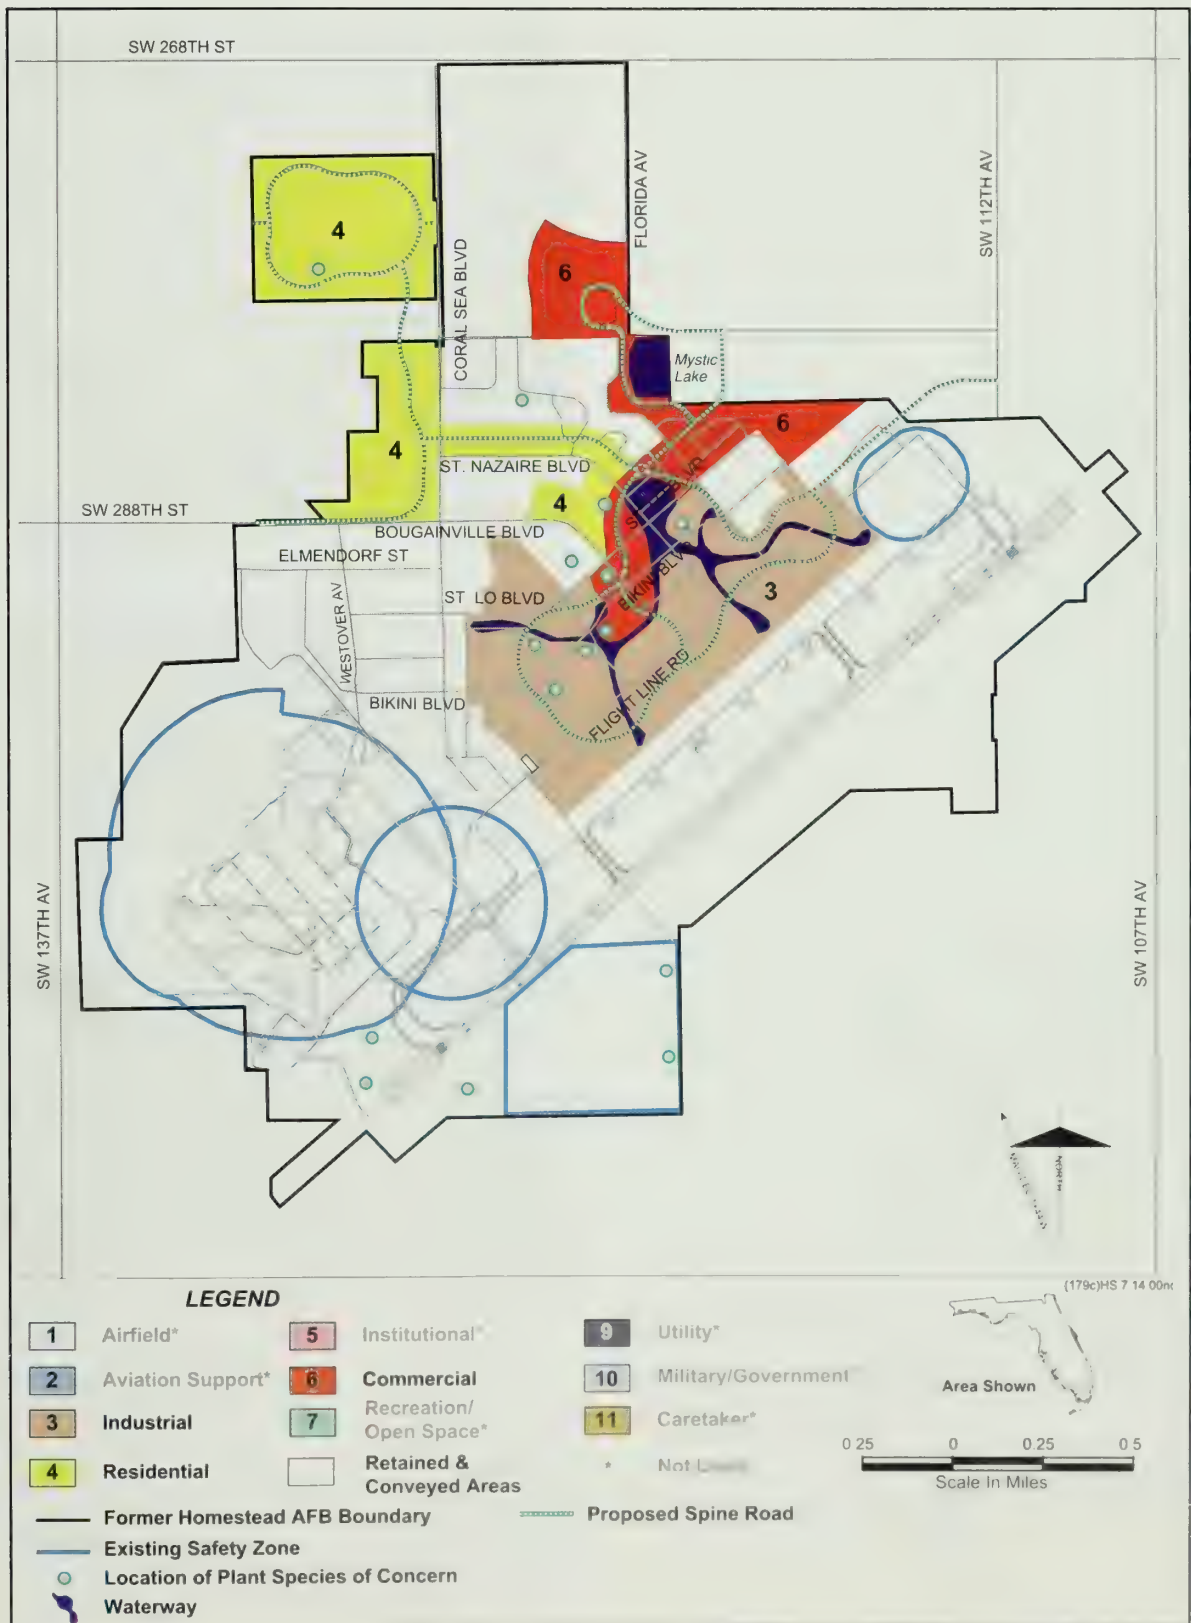 SW 268TH ST
FLORIDA AV
SW 112TH AV
4
CORAL SEA BLVD
6
Mystic
Lake
6
4
ST. NAZAIRE BLVD
4
SW 288TH ST
BOUGAINVILLE BLVD
ELMENDORF ST
BIKINI BLVD
3
ST LO BLVD
WESTOVER AV
FLIGHT LINE RD
BIKINI BLVD
SW 137TH AV
SW 107TH AV
NORTH
(179c)HS 7 14 00
LEGEND
1 Airfield*
2 Aviation Support*
3 Industrial
4 Residential
5 Institutional*
6 Commercial
7 Recreation/
Open Space*
Retained &
Conveyed Areas
9 Utility*
10 Military/Government
11 Caretaker*
* Not
Area Shown
0 25 0 0.25 0 5
Scale In Miles
Former Homestead AFB Boundary
Proposed Spine Road
Existing Safety Zone
Location of Plant Species of Concern
Waterway